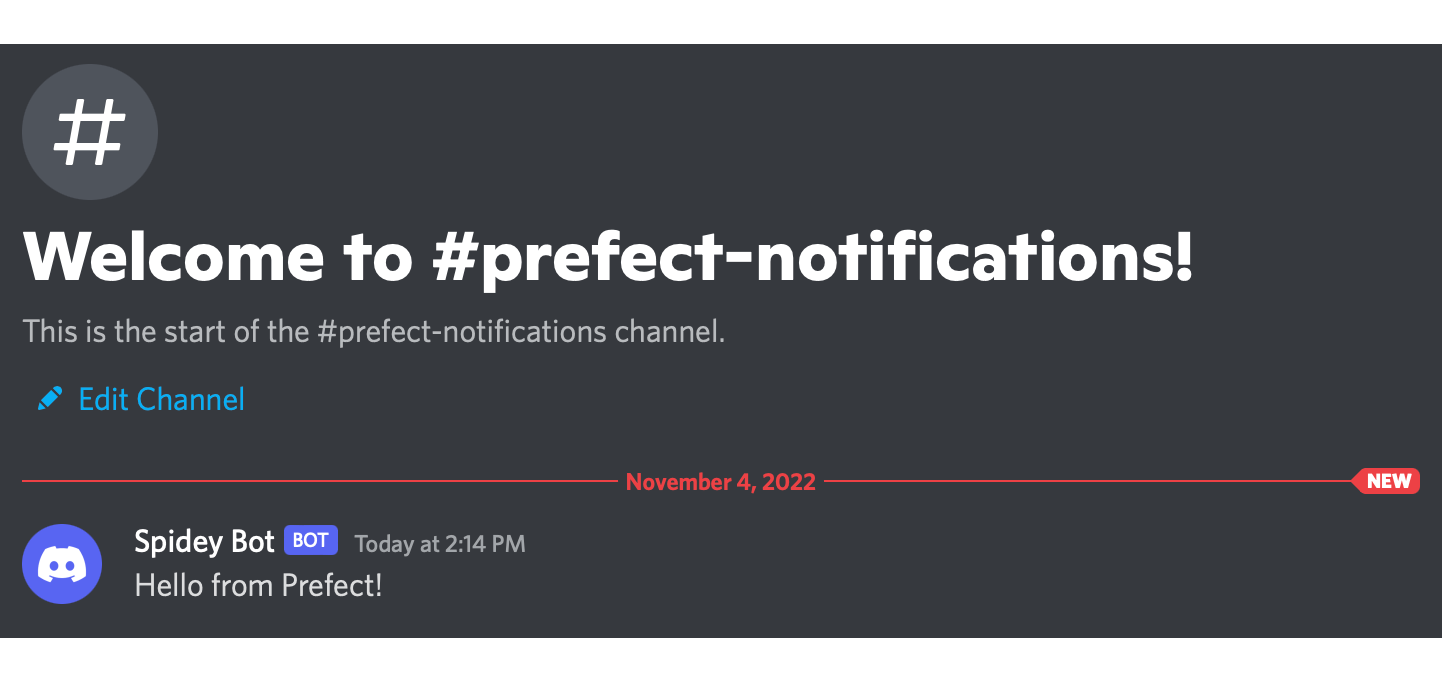 #
Welcome to #prefect-notifications!
This is the start of the #prefect-notifications channel.
Edit Channel
November 4, 2022 NEW
Spidey Bot BOT Today at 2:14 PM
Hello from Prefect!